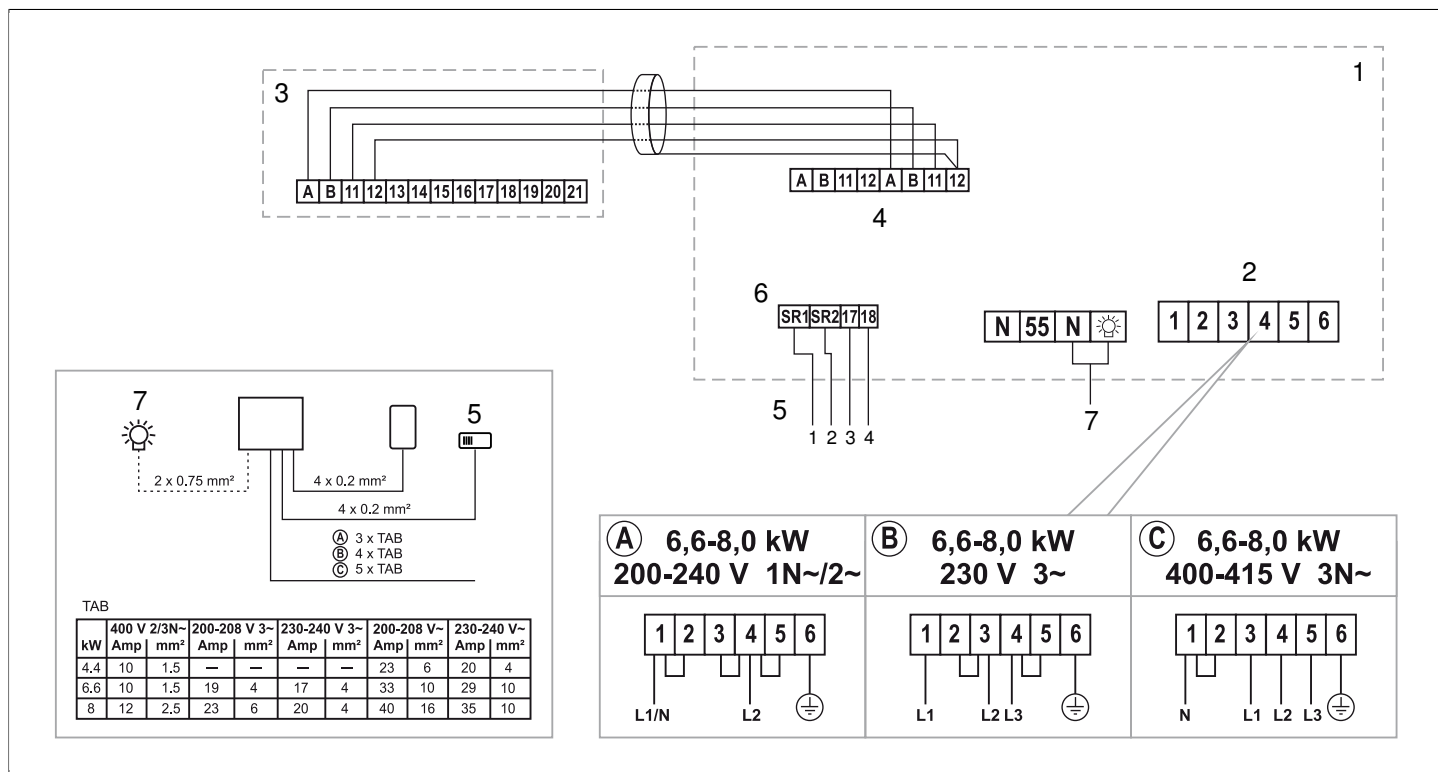 1
3
A B 11 12 13 14 15 16 17 18 19 20 21
A B 11 12 A B 11 12
4
2
6
SR1 SR2 17 18
N 55 N
1 2 3 4 5 6
5
1 2 3 4
7
7
5
2 x 0.75 mm²
4 x 0.2 mm²
4 x 0.2 mm²
A 3 x TAB
B 4 x TAB
C 5 x TAB
TAB
kW 400 V 2/3N~ 200-208 V 3~ 230-240 V 3~ 200-208 V~ 230-240 V~
Amp mm² Amp mm² Amp mm² Amp mm² Amp mm²
4.4 10 1.5 — — — — 23 6 20 4
6.6 10 1.5 19 4 17 4 33 10 29 10
8 12 2.5 23 6 20 4 40 16 35 10
A 6,6-8,0 kW
200-240 V 1N~/2~
1 2 3 4 5 6
L1/N L2
B 6,6-8,0 kW
230 V 3~
1 2 3 4 5 6
L1 L2 L3
C 6,6-8,0 kW
400-415 V 3N~
1 2 3 4 5 6
N L1 L2 L3